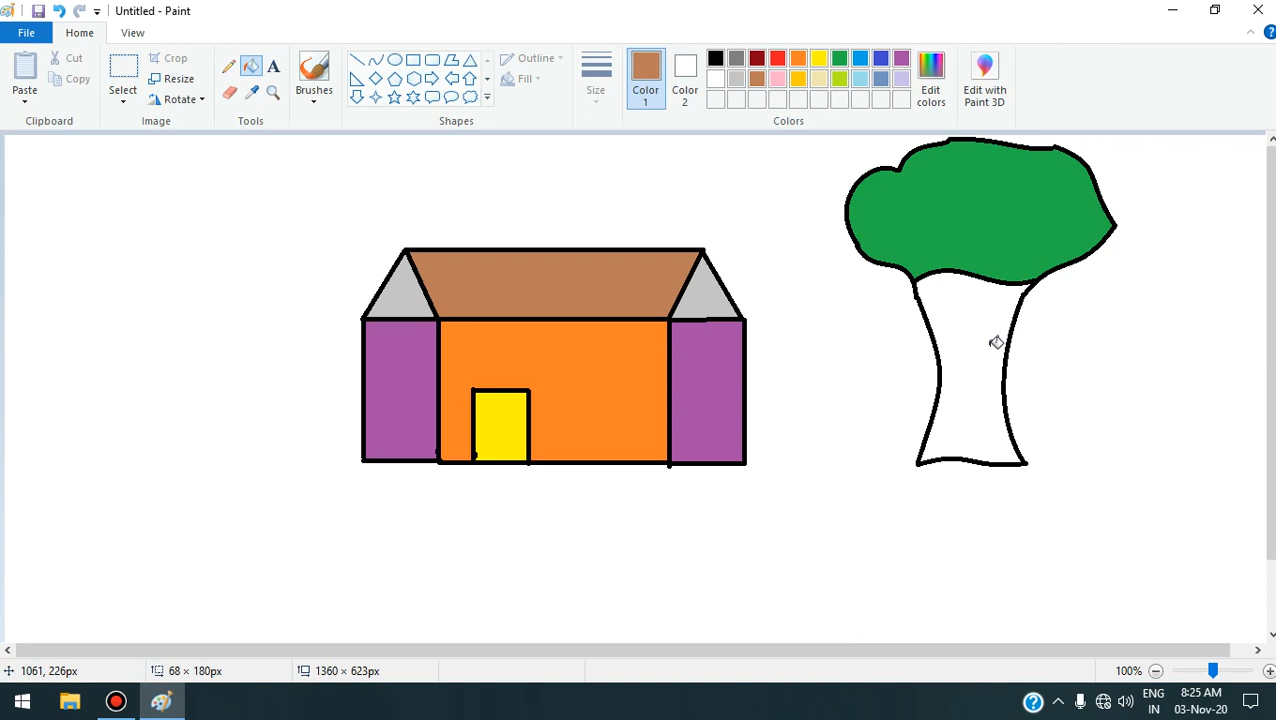 Untitled - Paint
File Home View
Paste
Cut
Copy
Clipboard
Select
Crop
Resize
Rotate
Image
A
Tools
Brushes
Outline
Fill
Shapes
Size
Color 1
Color 2
Edit colors
Colors
Edit with Paint 3D
1061, 226px
68 × 180px
1360 × 623px
100%
ENG
IN
8:25 AM
03-Nov-20